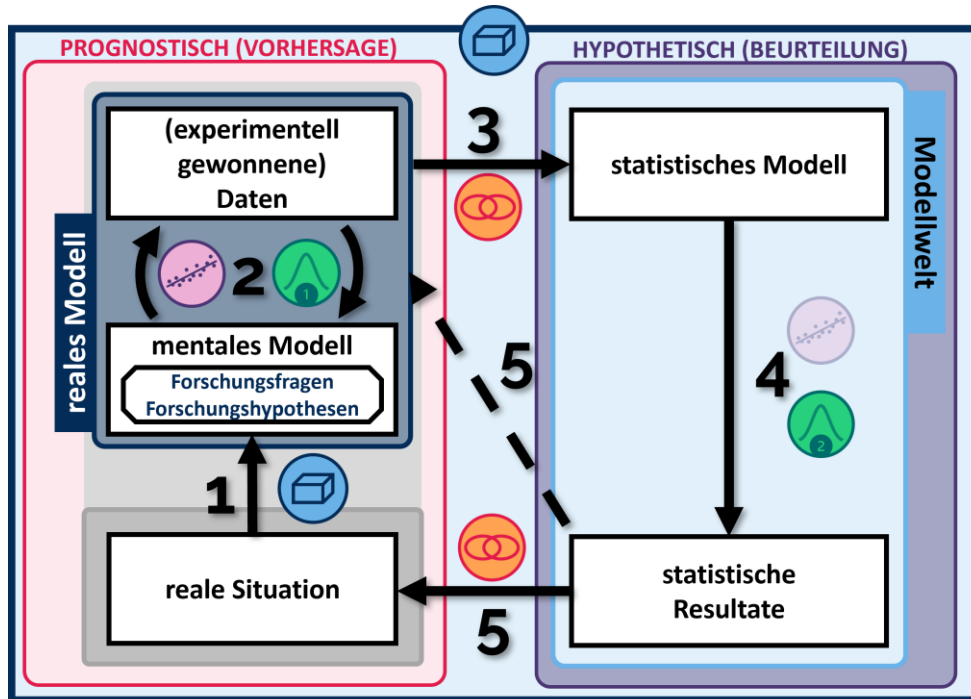 PROGNOSTISCH (VORHERSAGE)
HYPOTHETISCH (BEURTEILUNG)
(experimentell
gewonnene)
Daten
3
statistisches Modell
Modellwelt
reales Modell
2
1
mentales Modell
Forschungsfragen
Forschungshypothesen
5
4
2
1
reale Situation
5
statistische
Resultate